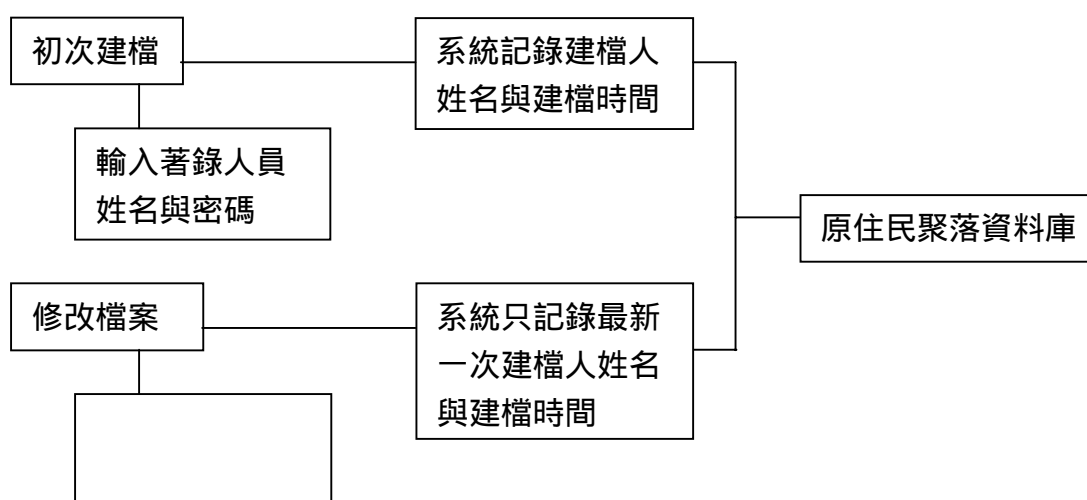 初次建檔
系統記錄建檔人
姓名與建檔時間
輸入著錄人員
姓名與密碼
原住民聚落資料庫
修改檔案
系統只記錄最新
一次建檔人姓名
與建檔時間